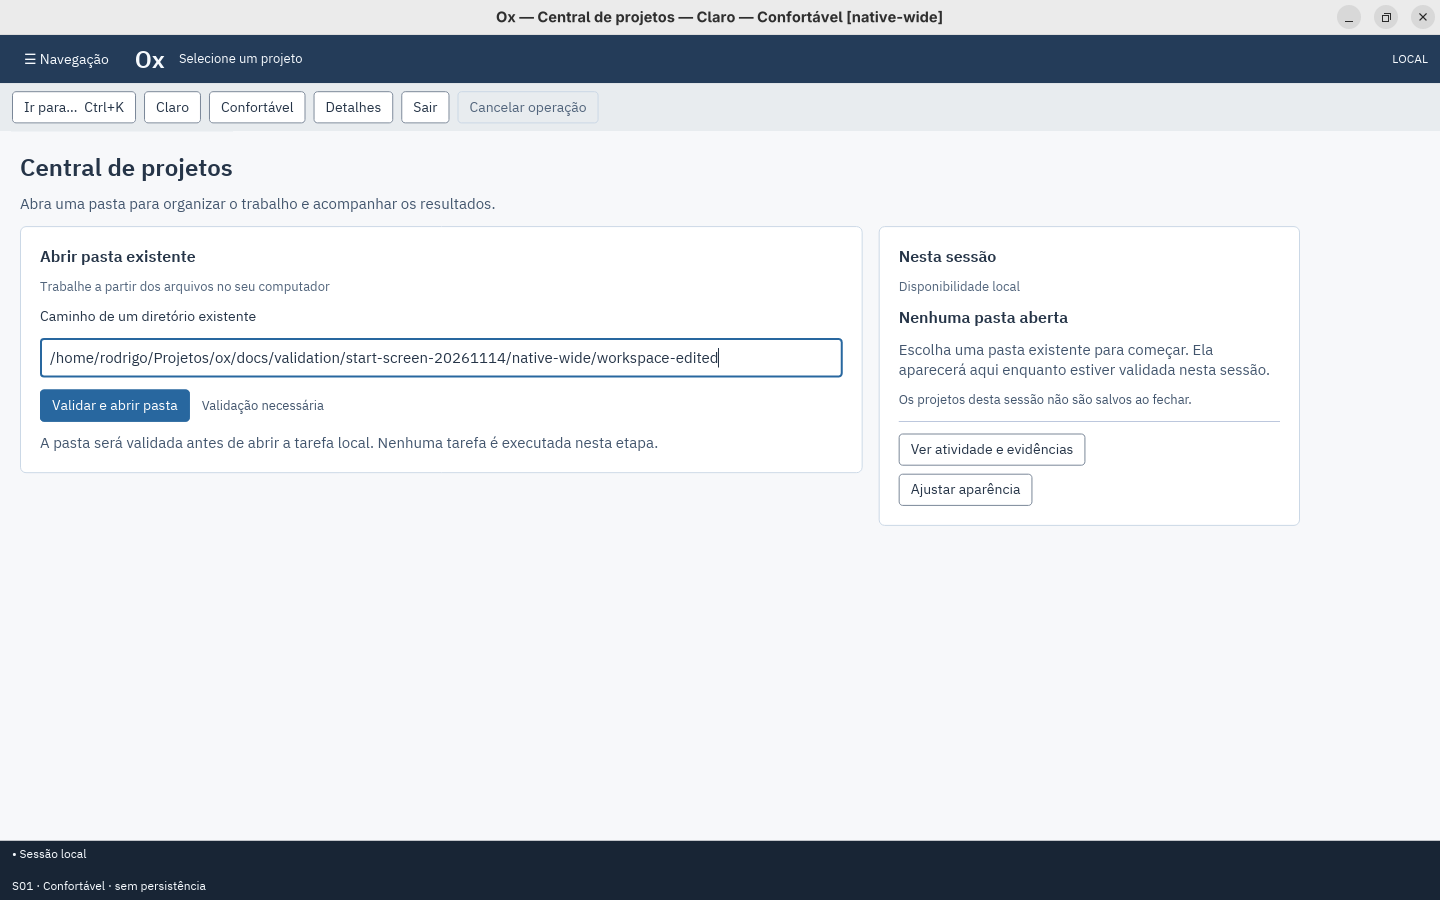 Ox — Central de projetos — Claro — Confortável [native-wide]
☰ Navegação
Ox
Selecione um projeto
LOCAL
Ir para... Ctrl+K
Claro
Confortável
Detalhes
Sair
Cancelar operação
Central de projetos
Abra uma pasta para organizar o trabalho e acompanhar os resultados.
Abrir pasta existente
Trabalhe a partir dos arquivos no seu computador
Caminho de um diretório existente
/home/rodrigo/Projetos/ox/docs/validation/start-screen-20261114/native-wide/workspace-edited
Validar e abrir pasta
Validação necessária
A pasta será validada antes de abrir a tarefa local. Nenhuma tarefa é executada nesta etapa.
Nesta sessão
Disponibilidade local
Nenhuma pasta aberta
Escolha uma pasta existente para começar. Ela
aparecerá aqui enquanto estiver validada nesta sessão.
Os projetos desta sessão não são salvos ao fechar.
Ver atividade e evidências
Ajustar aparência
• Sessão local
S01 · Confortável · sem persistência